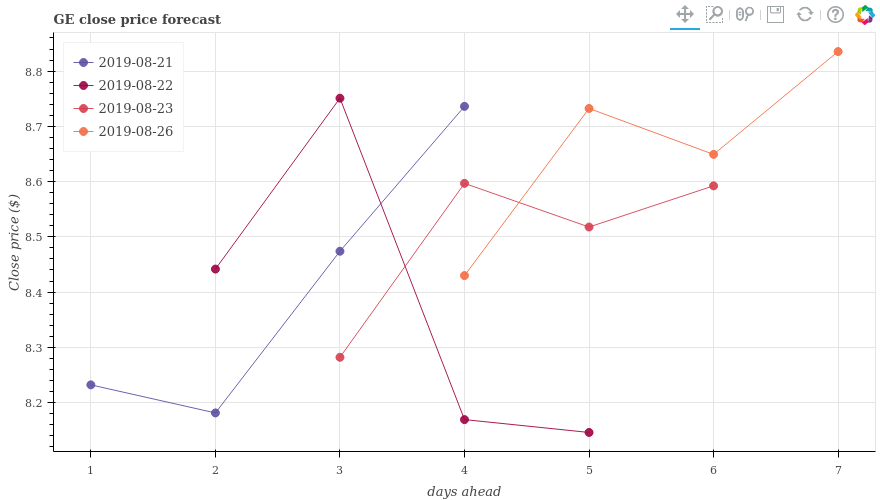 GE close price forecast
2019-08-21
2019-08-22
2019-08-23
2019-08-26
8.8
8.7
8.6
8.5
8.4
8.3
8.2
Close price ($)
1 2 3 4 5 6 7
days ahead